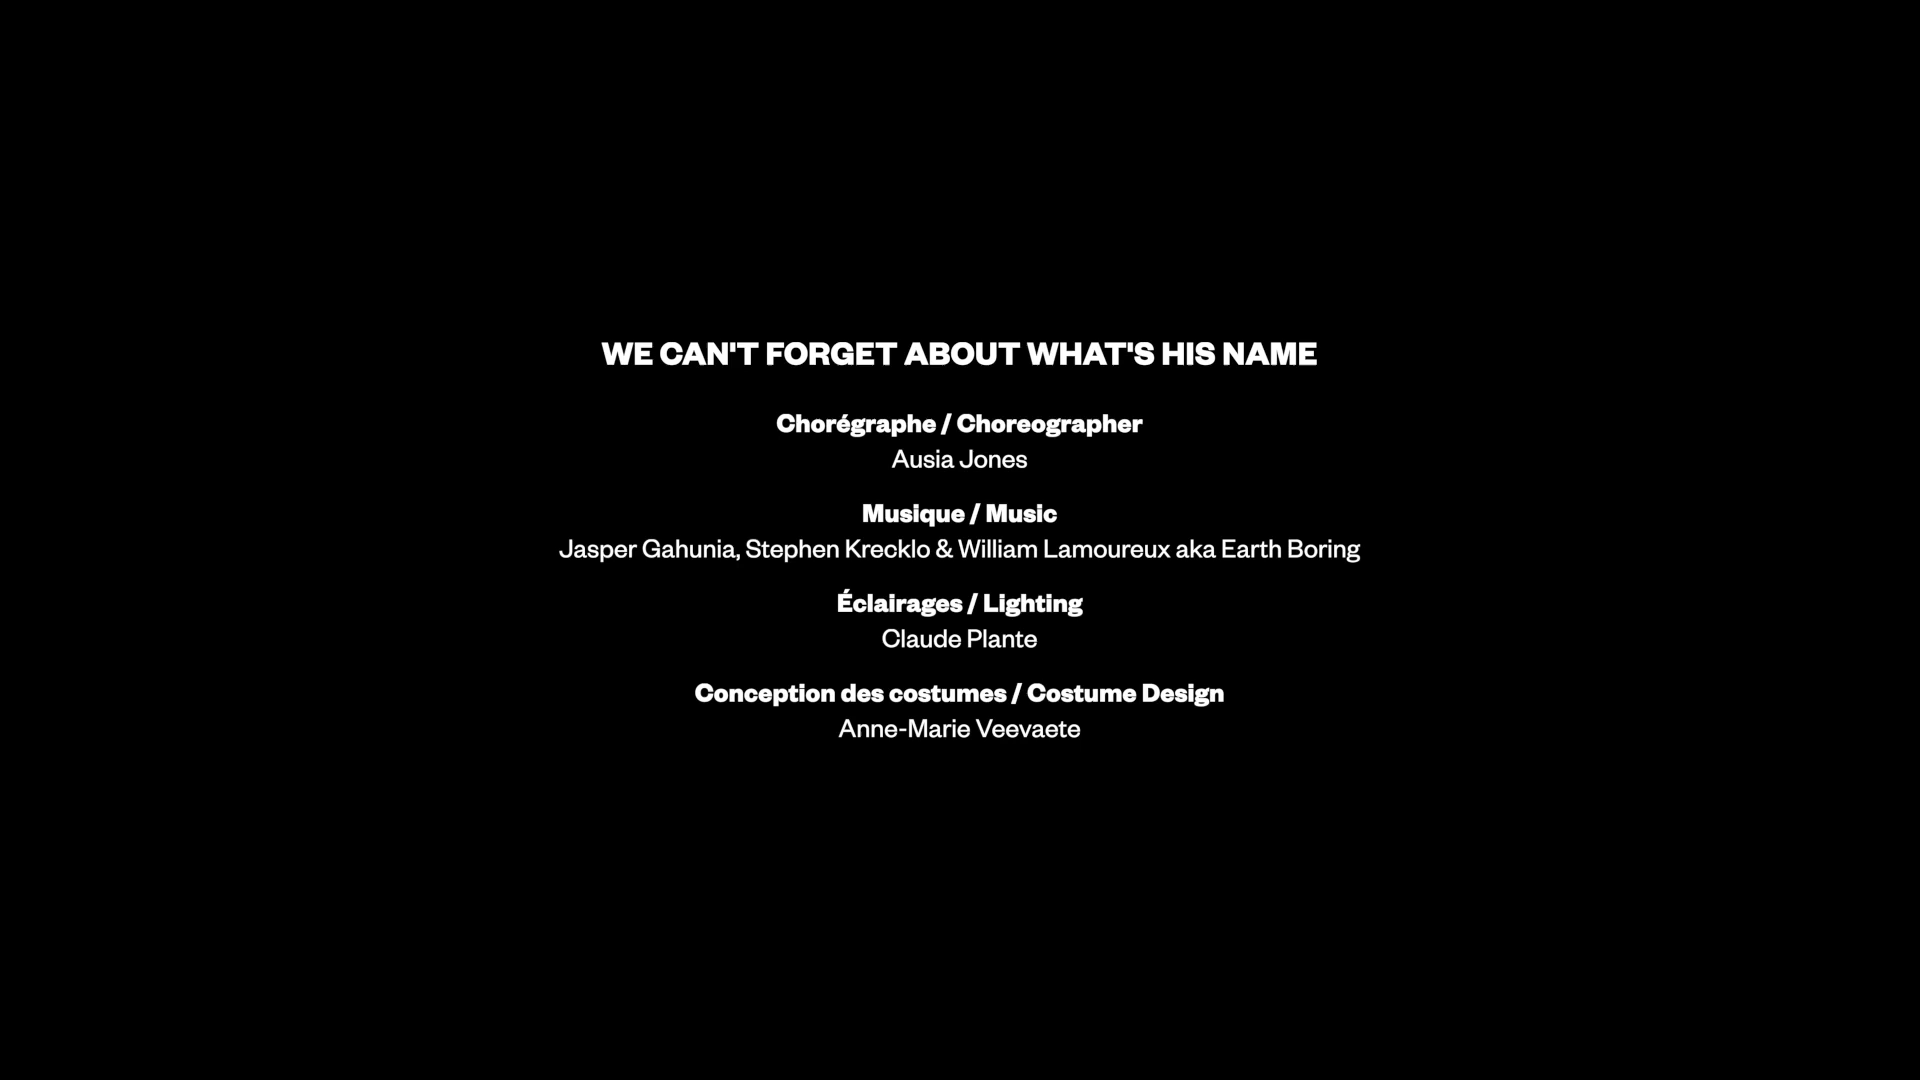 WE CAN'T FORGET ABOUT WHAT'S HIS NAME
Chorégraphe / Choreographer
Ausia Jones
Musique / Music
Jasper Gahunia, Stephen Krecklo & William Lamoureux aka Earth Boring
Éclairages / Lighting
Claude Plante
Conception des costumes / Costume Design
Anne-Marie Veevaete